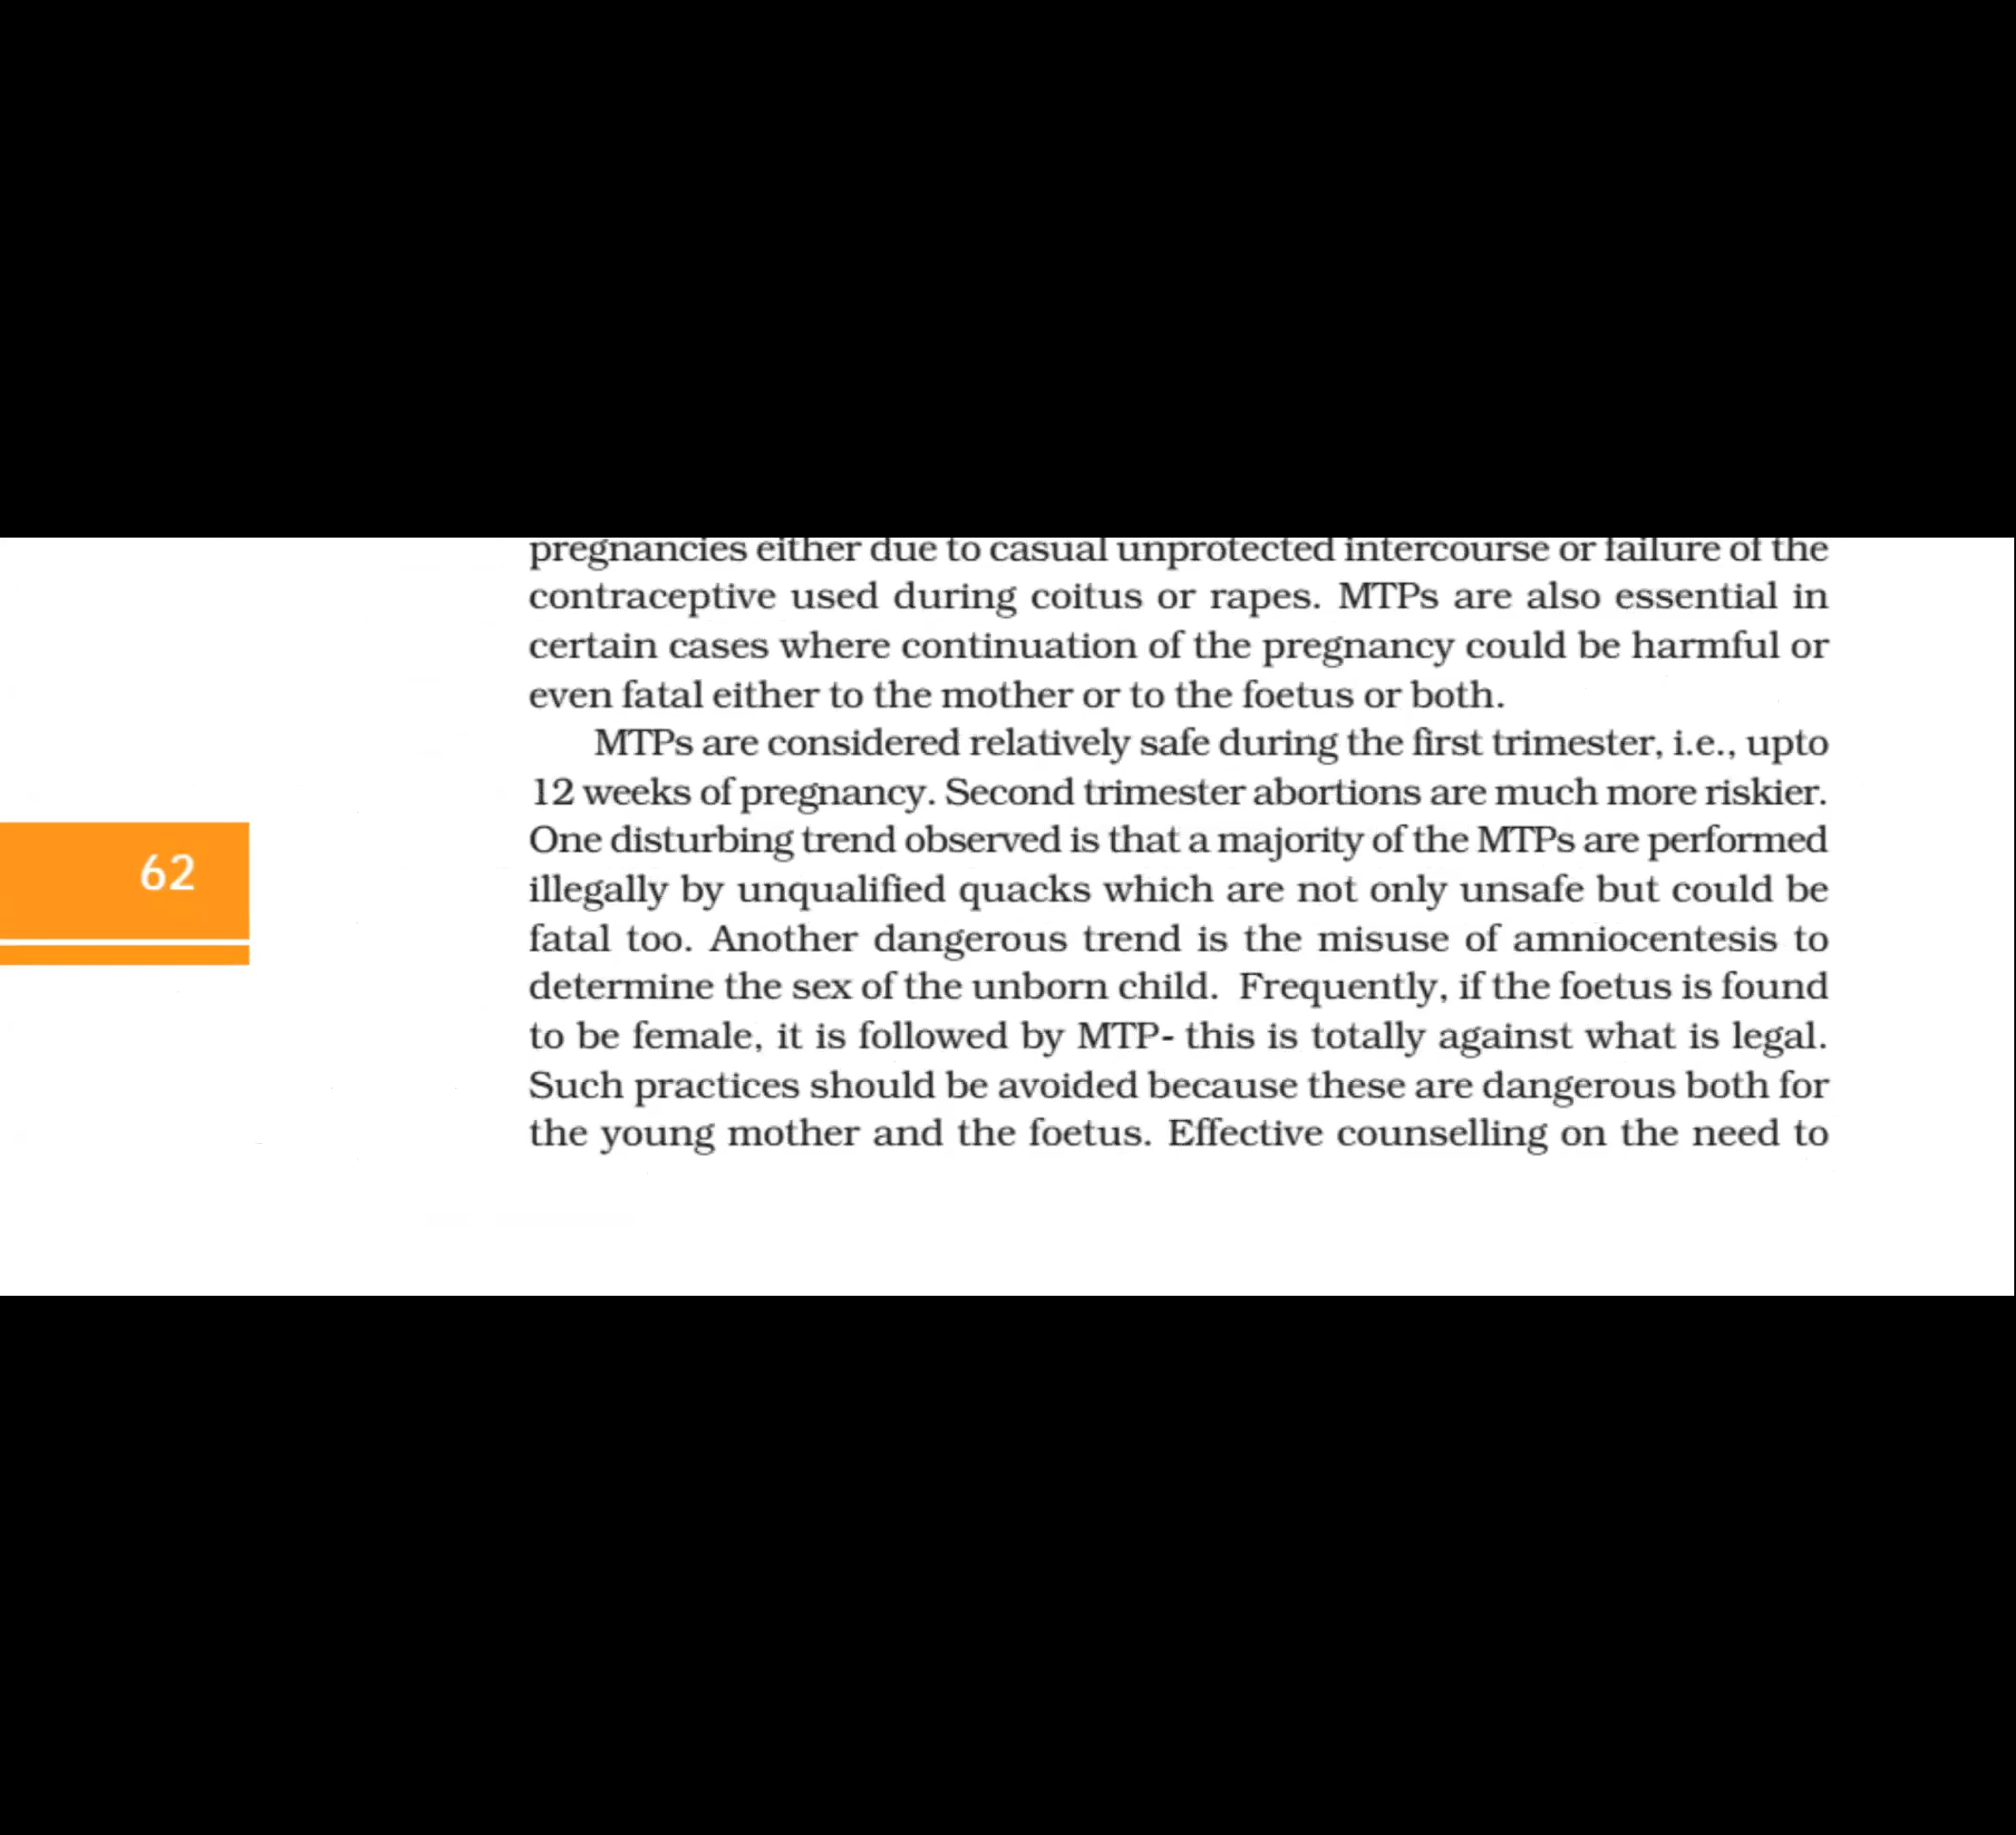 pregnancies either due to casual unprotected intercourse or failure of the
contraceptive used during coitus or rapes. MTPs are also essential in
certain cases where continuation of the pregnancy could be harmful or
even fatal either to the mother or to the foetus or both.
MTPs are considered relatively safe during the first trimester, i.e., upto
12 weeks of pregnancy. Second trimester abortions are much more riskier.
One disturbing trend observed is that a majority of the MTPs are performed
illegally by unqualified quacks which are not only unsafe but could be
fatal too. Another dangerous trend is the misuse of amniocentesis to
determine the sex of the unborn child. Frequently, if the foetus is found
to be female, it is followed by MTP- this is totally against what is legal.
Such practices should be avoided because these are dangerous both for
the young mother and the foetus. Effective counselling on the need to
62